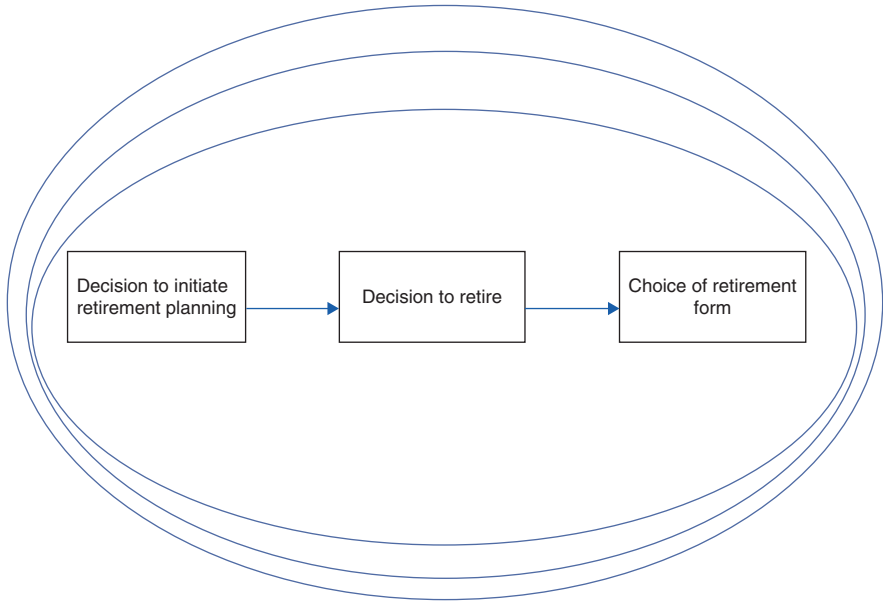 Decision to initiate
retirement planning
Decision to retire
Choice of retirement
form